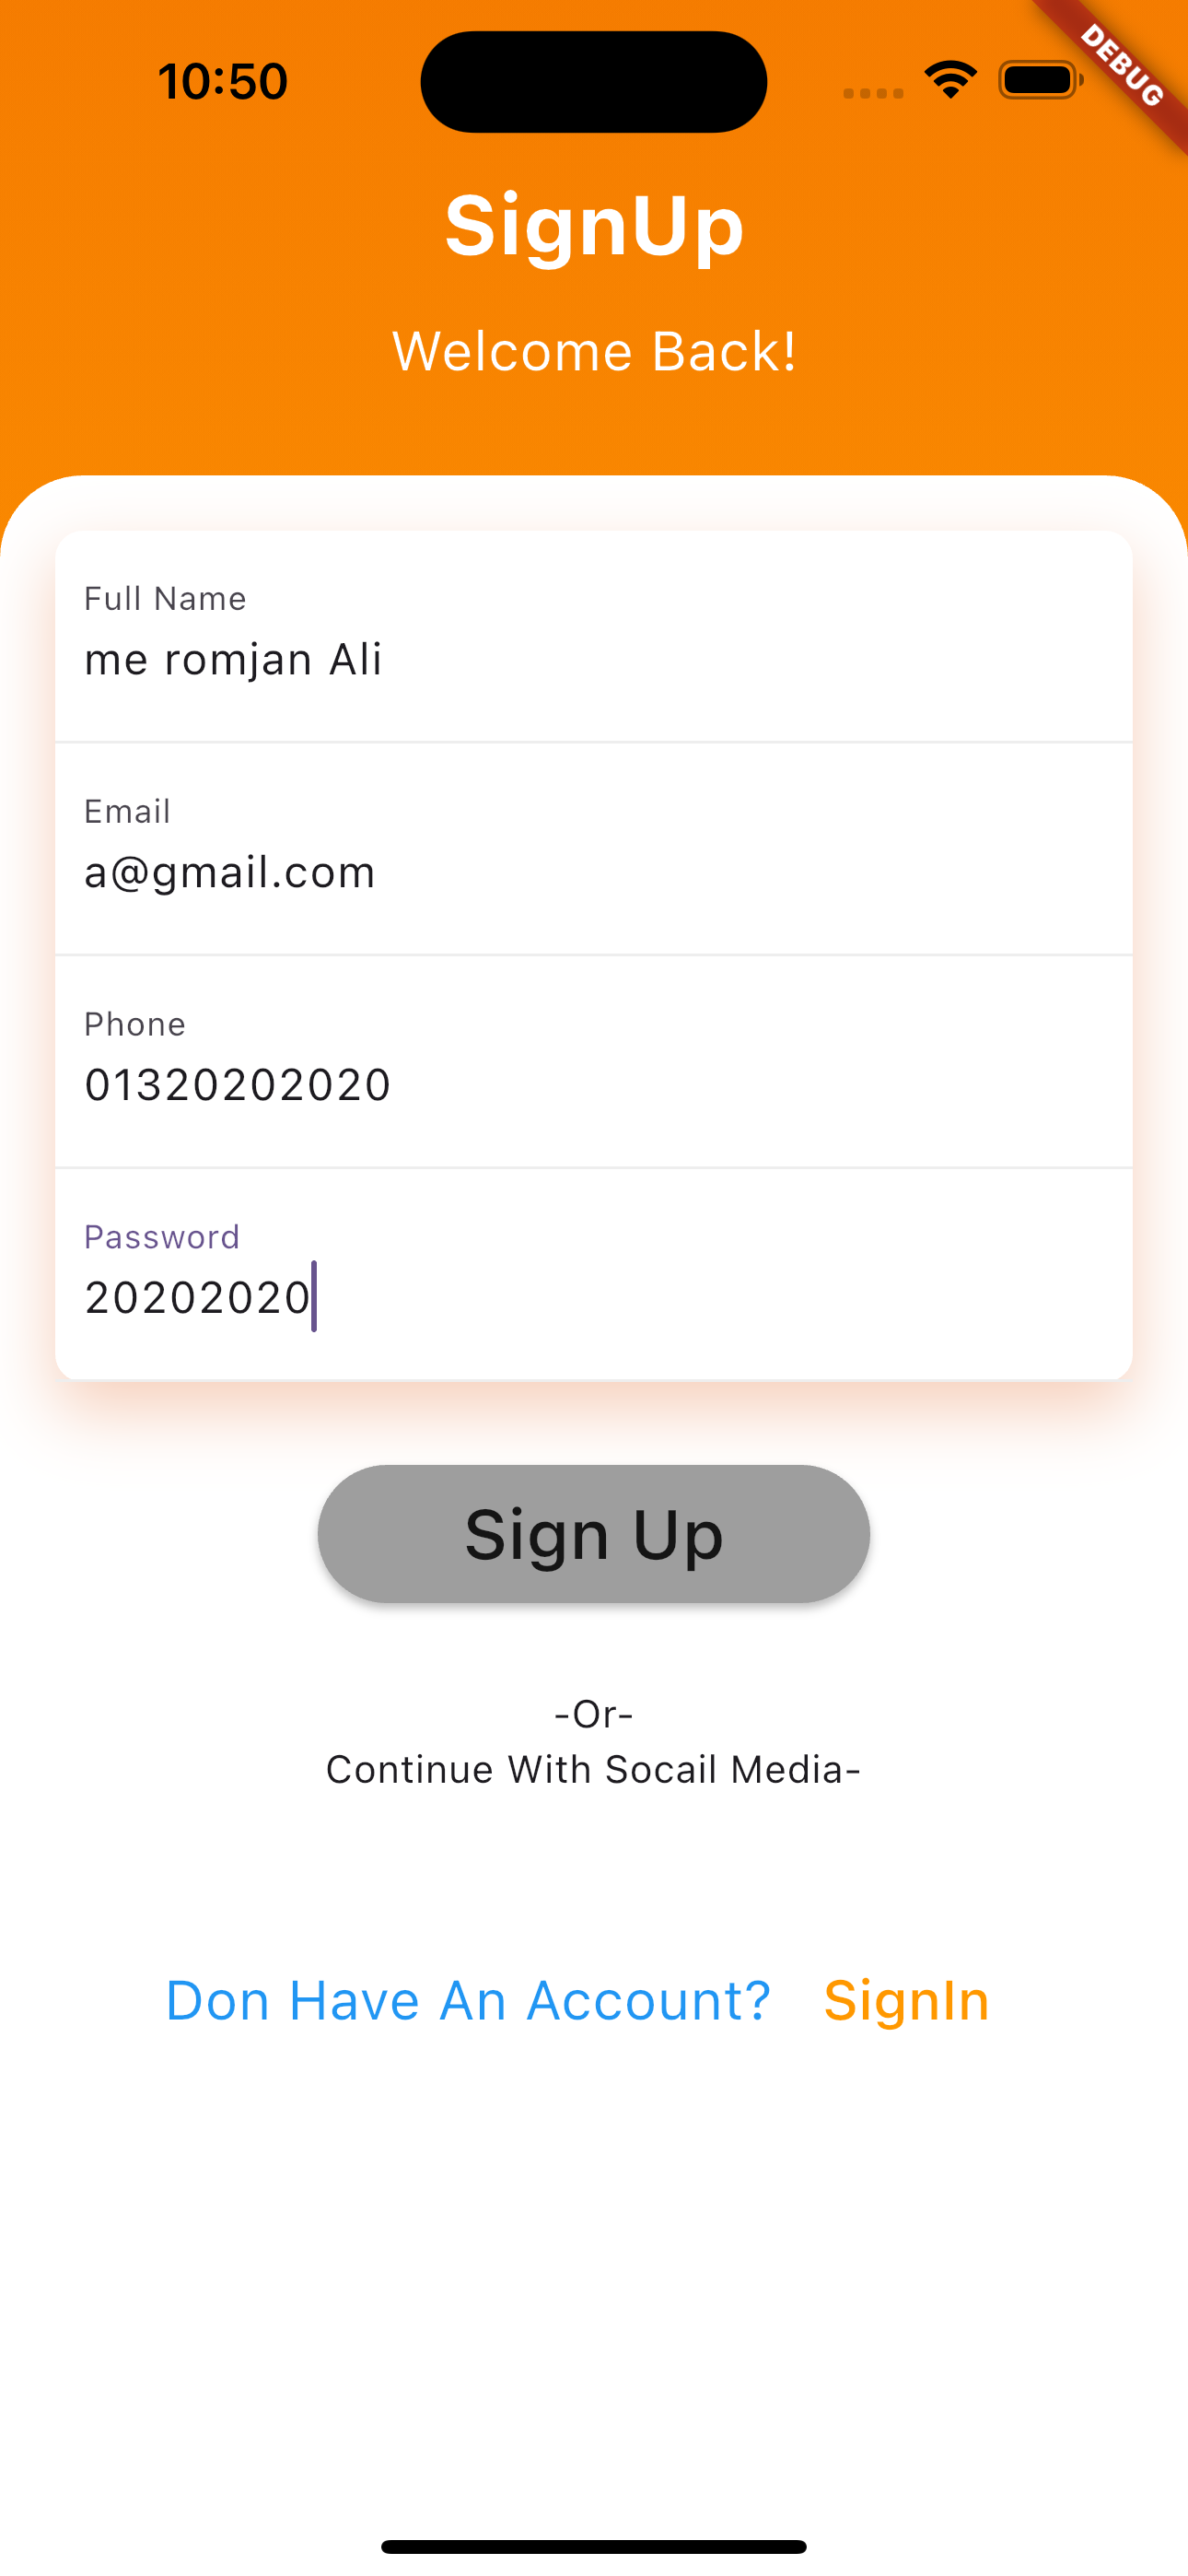 10:50
DEBUG
SignUp
Welcome Back!
Full Name
me romjan Ali
Email
a@gmail.com
Phone
01320202020
Password
20202020
Sign Up
-Or-
Continue With Socail Media-
Don Have An Account? SignIn